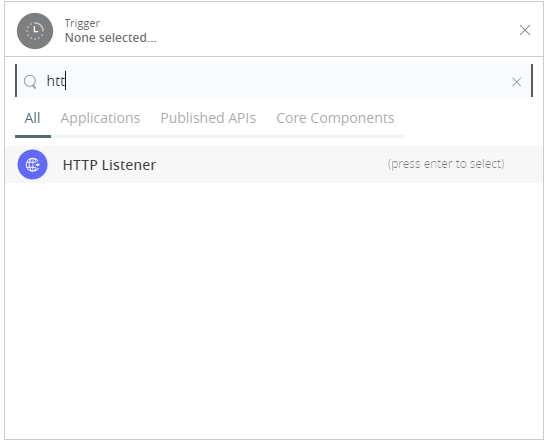 Trigger
None selected...
htt
All Applications Published APIs Core Components
HTTP Listener (press enter to select)